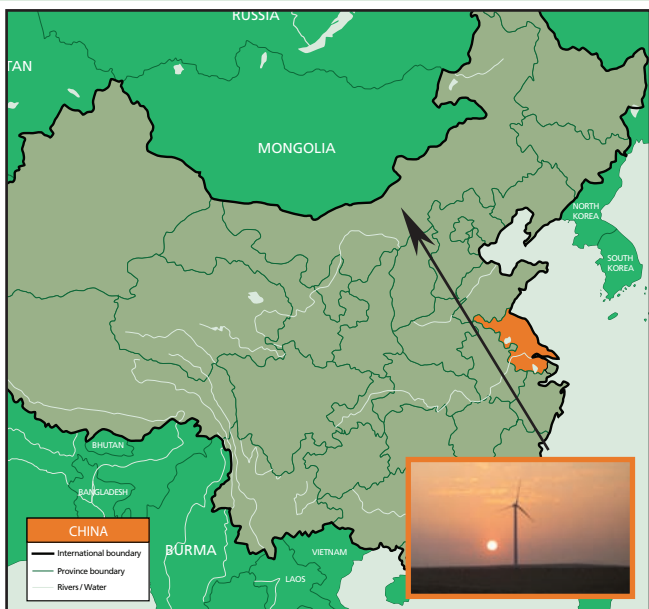 RUSSIA
TAN
MONGOLIA
NORTH
KOREA
SOUTH
KOREA
BHUTAN
BANGLADESH
CHINA
International boundary
Province boundary
Rivers / Water
BURMA
VIETNAM
LAOS